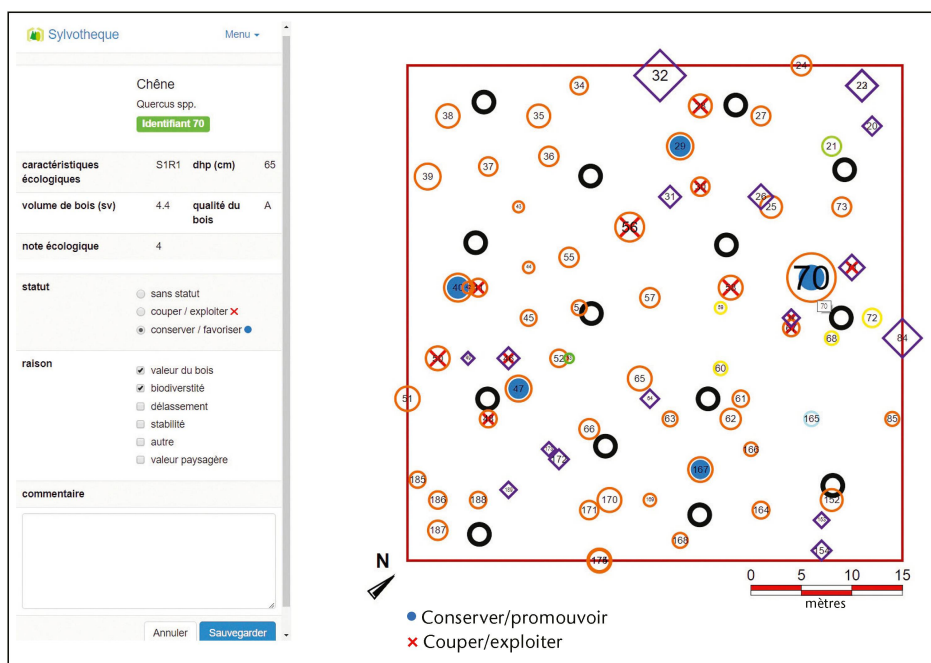 Sylvotheque Menu
Chêne
Quercus spp.
Identifiant 70
caractéristiques écologiques S1R1 dhp (cm) 65
volume de bois (sv) 4.4 qualité du bois A
note écologique 4
statut
sans statut
couper / exploiter ×
conserver / favoriser
raison
valeur du bois
biodiverstité
délassement
stabilité
autre
valeur paysagère
commentaire
Annuler Sauvegarder
24
32
34
38
35
27
29
21
36
37
39
31
26
25
73
56
55
70
40
57
45
70
72
68
84
52
60
65
47
51
61
63
62
165
85
66
166
167
185
186
188
170
171
164
152
187
168
154
N
0 5 10 15
mètres
Conserver/promouvoir
Couper/exploiter